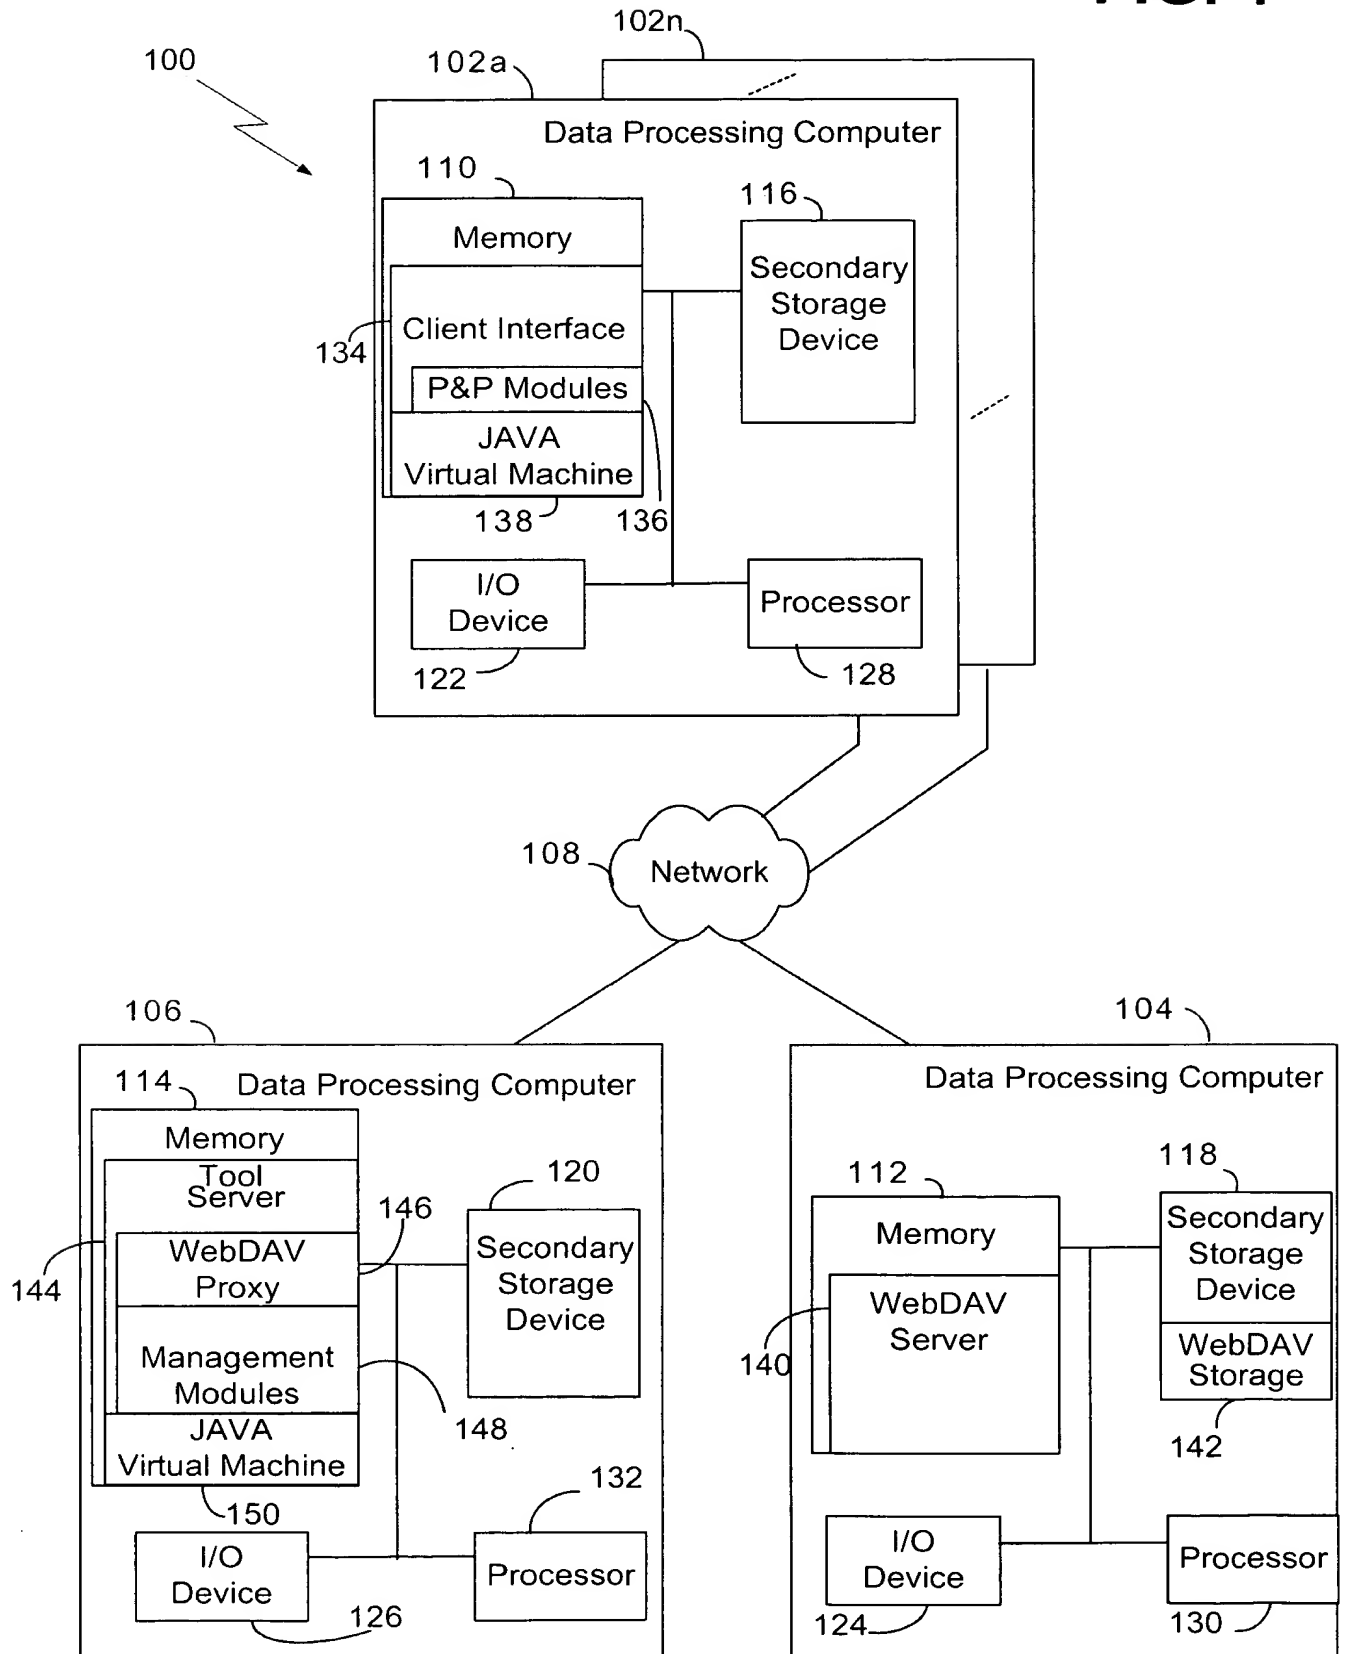 102n
100
102a
Data Processing Computer
110
116
Memory
Secondary
Storage
Device
Client Interface
134
P&P Modules
JAVA
Virtual Machine
138
136
I/O
Device
Processor
122
128
108
Network
106
104
114
Data Processing Computer
Data Processing Computer
Memory
Tool
Server
120
146
112
118
WebDAV
Proxy
Secondary
Storage
Device
Memory
Secondary
Storage
Device
144
WebDAV
Server
140
WebDAV
Storage
Management
Modules
148
142
JAVA
Virtual Machine
150
132
I/O
Device
Processor
I/O
Device
Processor
126
124
130